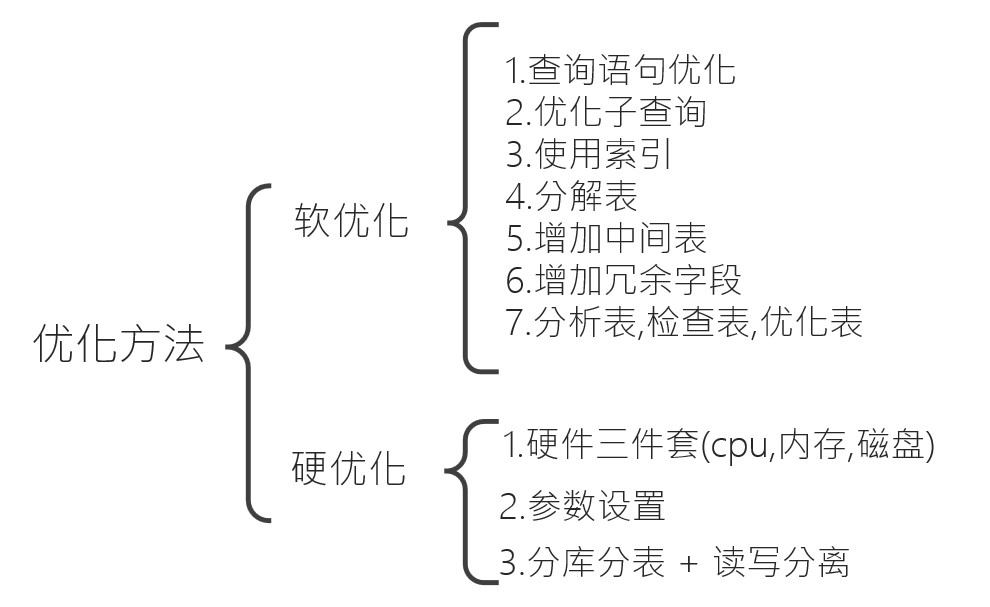 优化方法
软优化
1.查询语句优化
2.优化子查询
3.使用索引
4.分解表
5.增加中间表
6.增加冗余字段
7.分析表,检查表,优化表
硬优化
1.硬件三件套(cpu,内存,磁盘)
2.参数设置
3.分库分表 + 读写分离